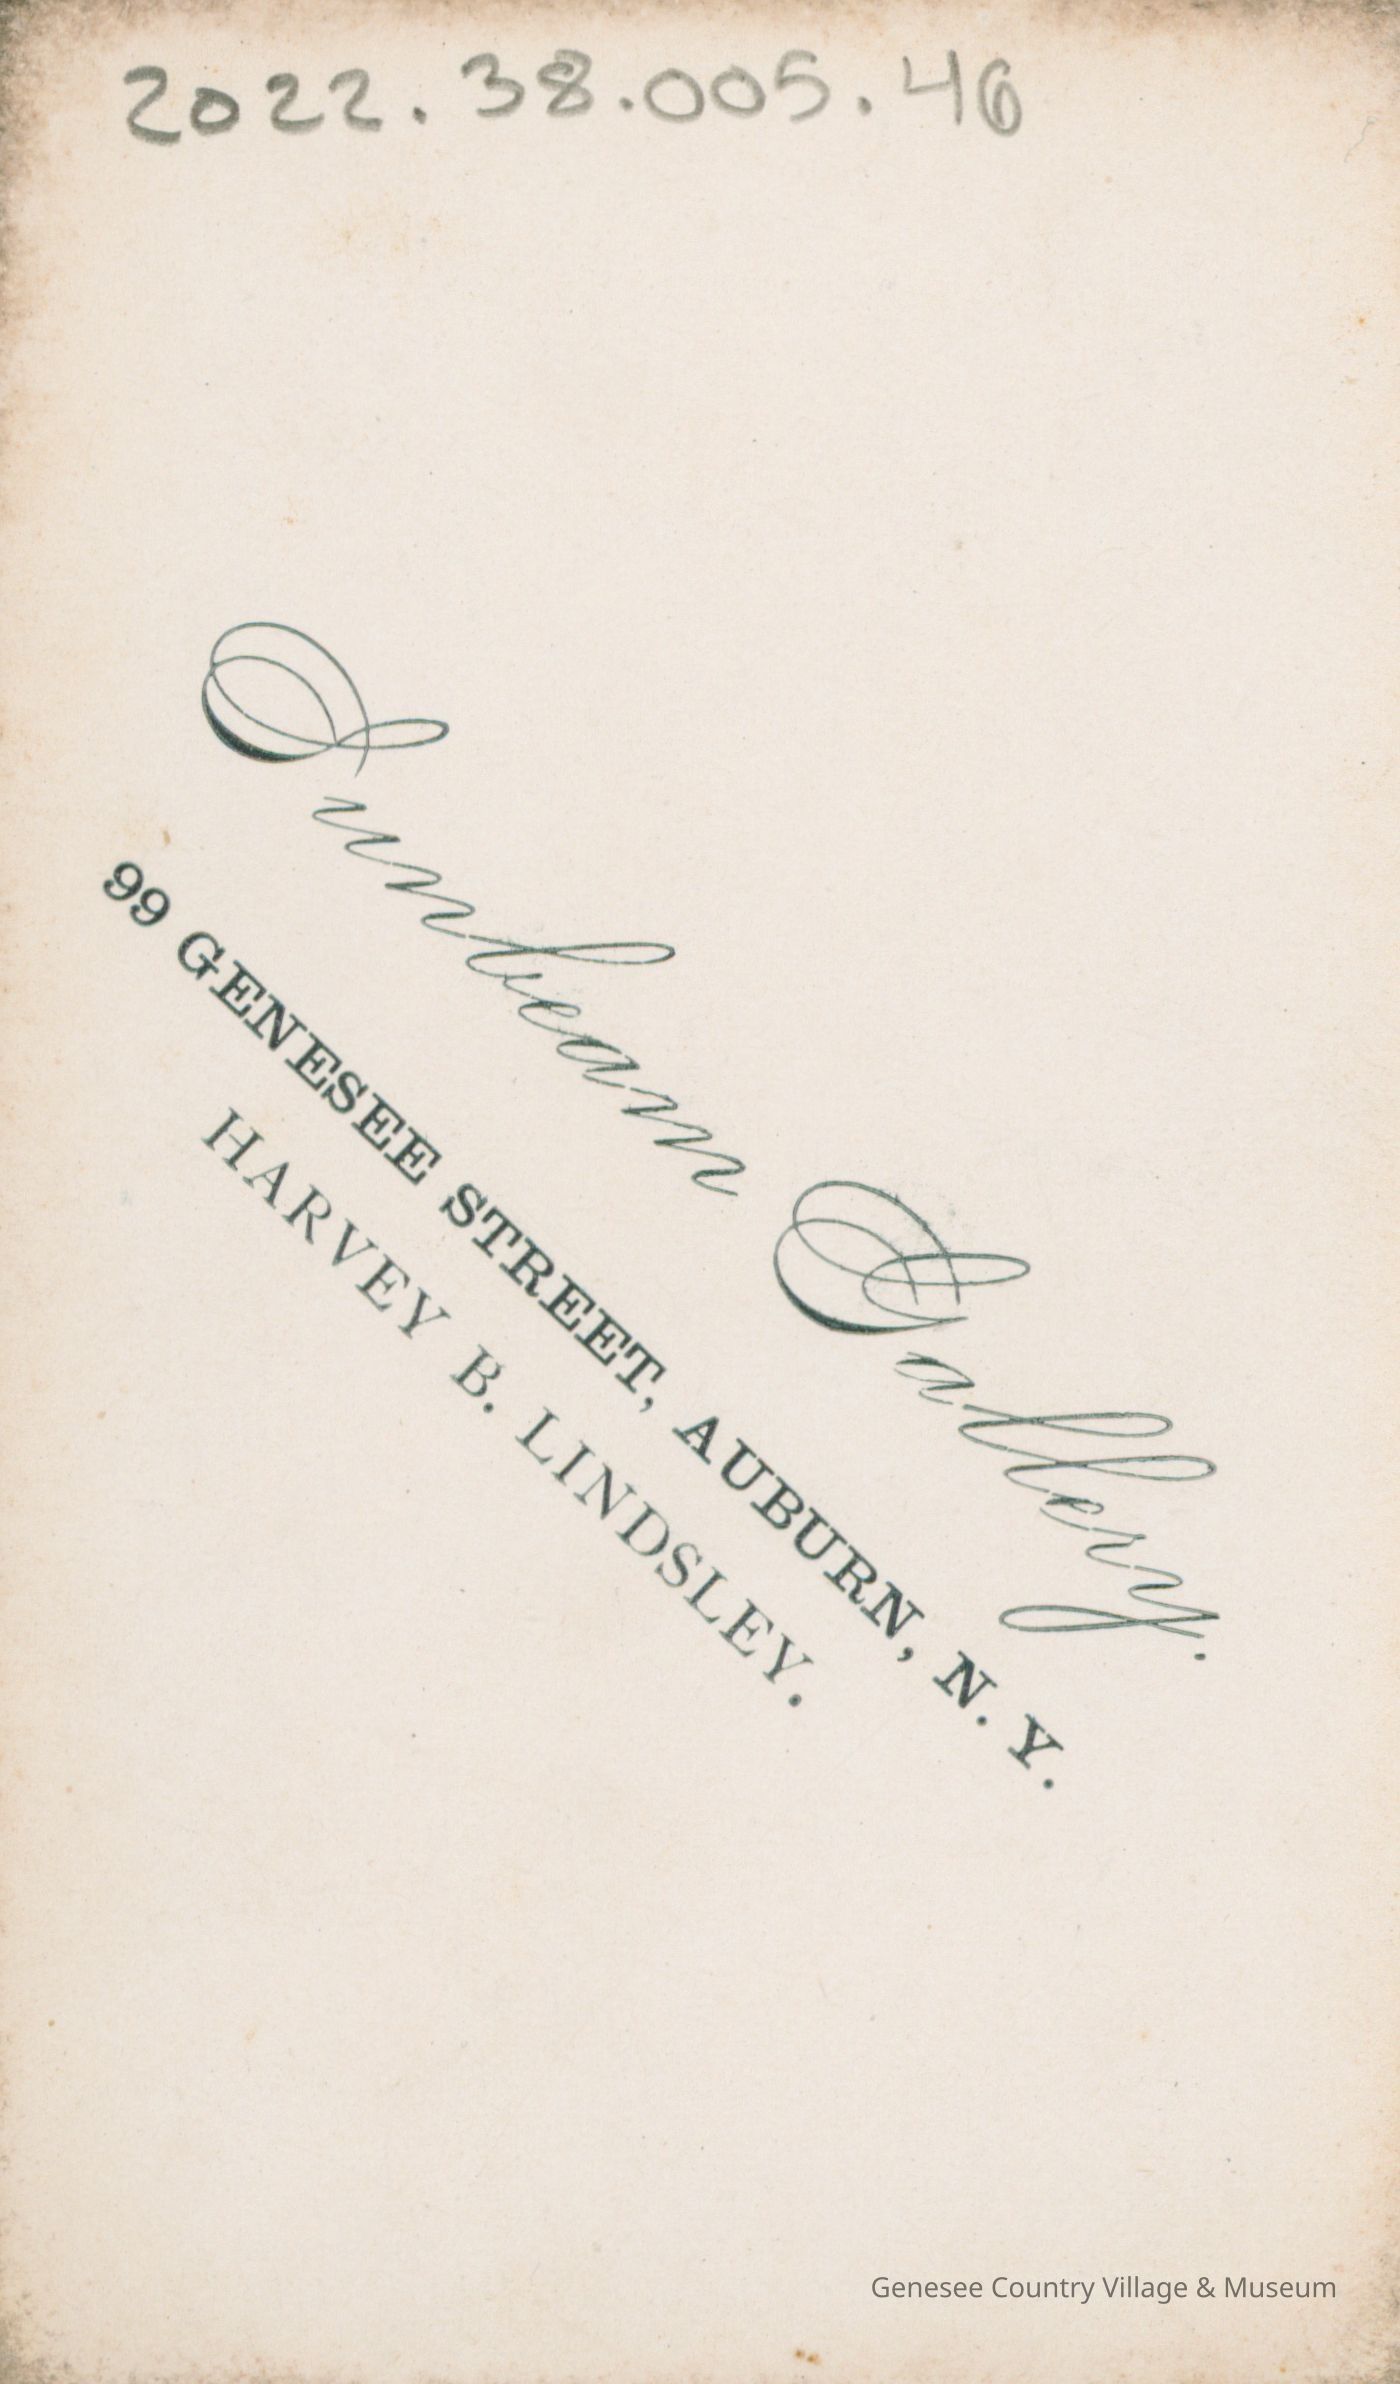 2022.38.005.46
Sunbeam Gallery.
99 GENESEE STREET, AUBURN, N. Y.
HARVEY B. LINDSLEY.
Genesee Country Village & Museum